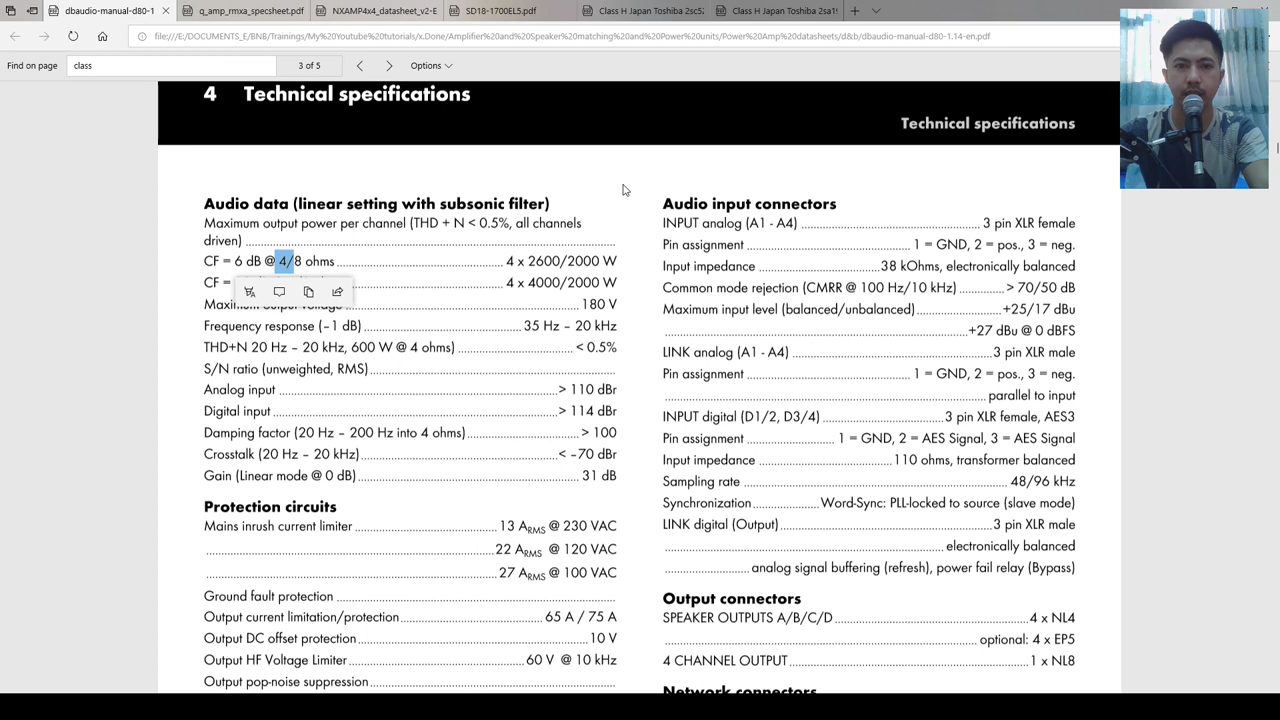 dbaudio-manual-d80-1
q_amp_rmxa_specsheet.pdf
NXAMP4x4_datasheet_v2-E
SD18-1700EL5.pdf
Class H Japan Toshiba 2sc52
Class H Japan Toshiba 2sa19
file:///E:/DOCUMENTS_E/BNB/Trainings/My%20Youtube%20tutorials/x.Done/Amplifier%20and%20Speaker%20matching%20and%20Power%20units/Power%20Amp%20datasheets/d&b/dbaudio-manual-d80-1.14-en.pdf
Find on page
class
3 of 5
Options
4 Technical specifications
Technical specifications
Audio data (linear setting with subsonic filter)
Maximum output power per channel (THD + N < 0.5%, all channels
driven)
CF = 6 dB @ 4/8 ohms 4 x 2600/2000 W
CF = 4 x 4000/2000 W
Maximum output voltage 180 V
Frequency response (–1 dB) 35 Hz – 20 kHz
THD+N 20 Hz – 20 kHz, 600 W @ 4 ohms) < 0.5%
S/N ratio (unweighted, RMS)
Analog input > 110 dBr
Digital input > 114 dBr
Damping factor (20 Hz – 200 Hz into 4 ohms) > 100
Crosstalk (20 Hz – 20 kHz) < –70 dBr
Gain (Linear mode @ 0 dB) 31 dB
Protection circuits
Mains inrush current limiter 13 ARMS @ 230 VAC
22 ARMS @ 120 VAC
27 ARMS @ 100 VAC
Ground fault protection
Output current limitation/protection 65 A / 75 A
Output DC offset protection 10 V
Output HF Voltage Limiter 60 V @ 10 kHz
Output pop-noise suppression
Audio input connectors
INPUT analog (A1 - A4) 3 pin XLR female
Pin assignment 1 = GND, 2 = pos., 3 = neg.
Input impedance 38 kOhms, electronically balanced
Common mode rejection (CMRR @ 100 Hz/10 kHz) > 70/50 dB
Maximum input level (balanced/unbalanced) +25/17 dBu
+27 dBu @ 0 dBFS
LINK analog (A1 - A4) 3 pin XLR male
Pin assignment 1 = GND, 2 = pos., 3 = neg.
parallel to input
INPUT digital (D1/2, D3/4) 3 pin XLR female, AES3
Pin assignment 1 = GND, 2 = AES Signal, 3 = AES Signal
Input impedance 110 ohms, transformer balanced
Sampling rate 48/96 kHz
Synchronization Word-Sync: PLL-locked to source (slave mode)
LINK digital (Output) 3 pin XLR male
electronically balanced
analog signal buffering (refresh), power fail relay (Bypass)
Output connectors
SPEAKER OUTPUTS A/B/C/D 4 x NL4
optional: 4 x EP5
4 CHANNEL OUTPUT 1 x NL8
Network connectors